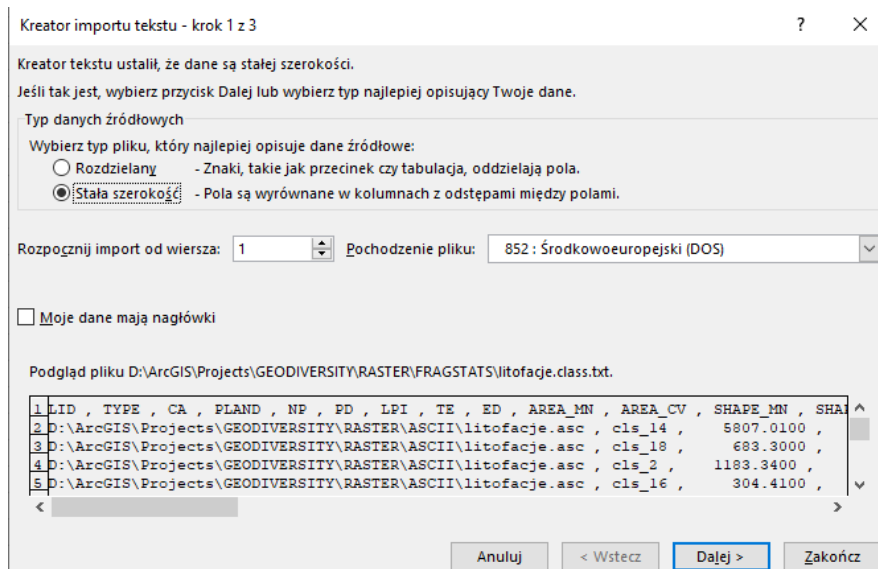 Kreator importu tekstu - krok 1 z 3
Kreator tekstu ustalił, że dane są stałej szerokości.
Jeśli tak jest, wybierz przycisk Dalej lub wybierz typ najlepiej opisujący Twoje dane.
Typ danych źródłowych
Wybierz typ pliku, który najlepiej opisuje dane źródłowe:
Rozdzielany - Znaki, takie jak przecinek czy tabulacja, oddzielają pola.
Stała szerokość - Pola są wyrównane w kolumnach z odstępami między polami.
Rozpocznij import od wiersza: 1 Pochodzenie pliku: 852 : Środkowoeuropejski (DOS)
Moje dane mają nagłówki
Podgląd pliku D:\ArcGIS\Projects\GEODIVERSITY\RASTER\FRAGSTATS\litofacje.class.txt.
1 LID , TYPE , CA , PLAND , NP , PD , LPI , TE , ED , AREA_MN , AREA_CV , SHAPE_MN , SHA
2 D:\ArcGIS\Projects\GEODIVERSITY\RASTER\ASCII\litofacje.asc , cls_14 , 5807.0100 ,
3 D:\ArcGIS\Projects\GEODIVERSITY\RASTER\ASCII\litofacje.asc , cls_18 , 683.3000 ,
4 D:\ArcGIS\Projects\GEODIVERSITY\RASTER\ASCII\litofacje.asc , cls_2 , 1183.3400 ,
5 D:\ArcGIS\Projects\GEODIVERSITY\RASTER\ASCII\litofacje.asc , cls_16 , 304.4100 ,
Anuluj < Wstecz Dalej > Zakończ